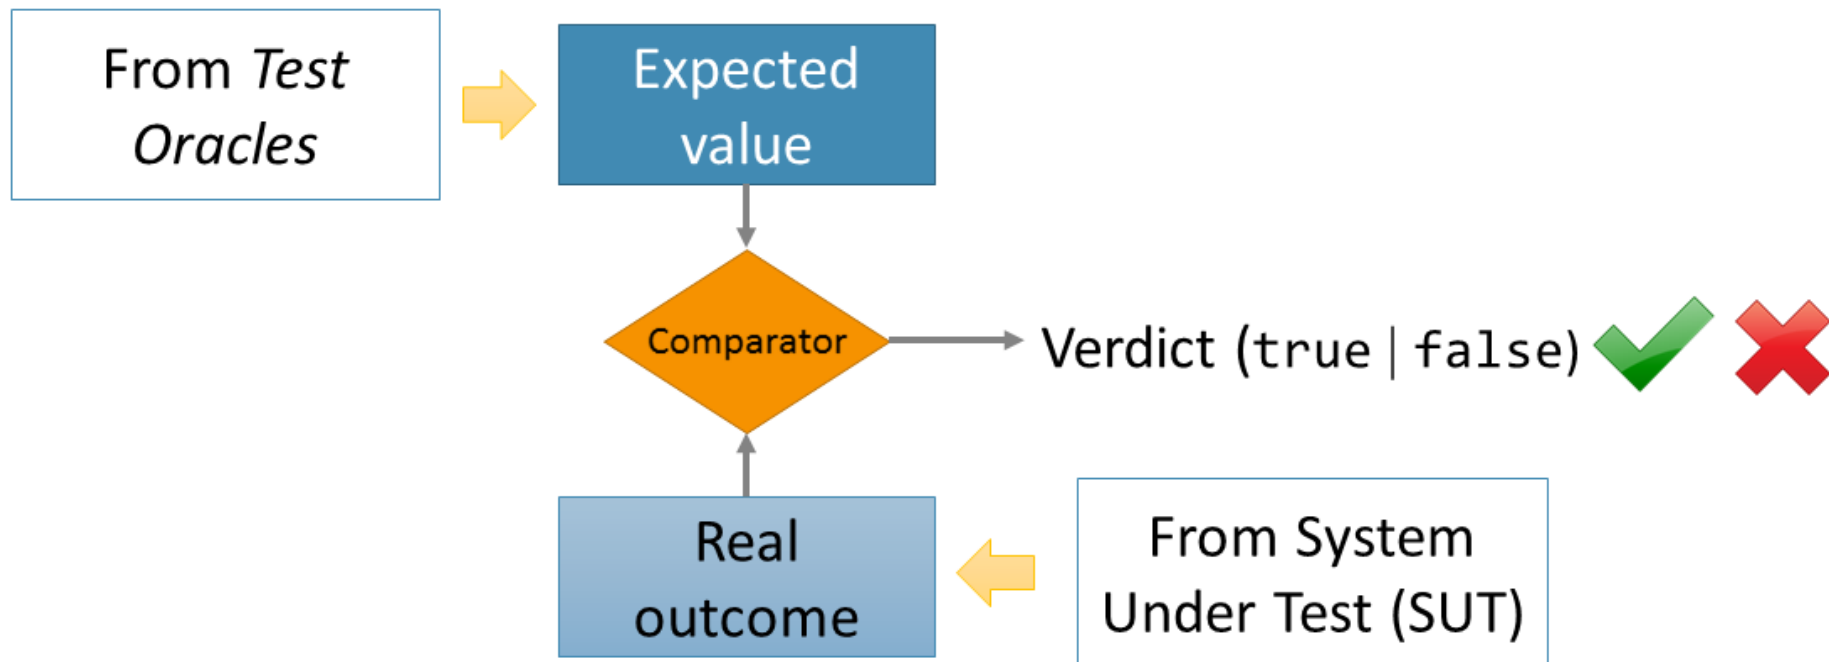 From Test
Oracles
Expected
value
Comparator
Verdict (true | false)
Real
outcome
From System
Under Test (SUT)